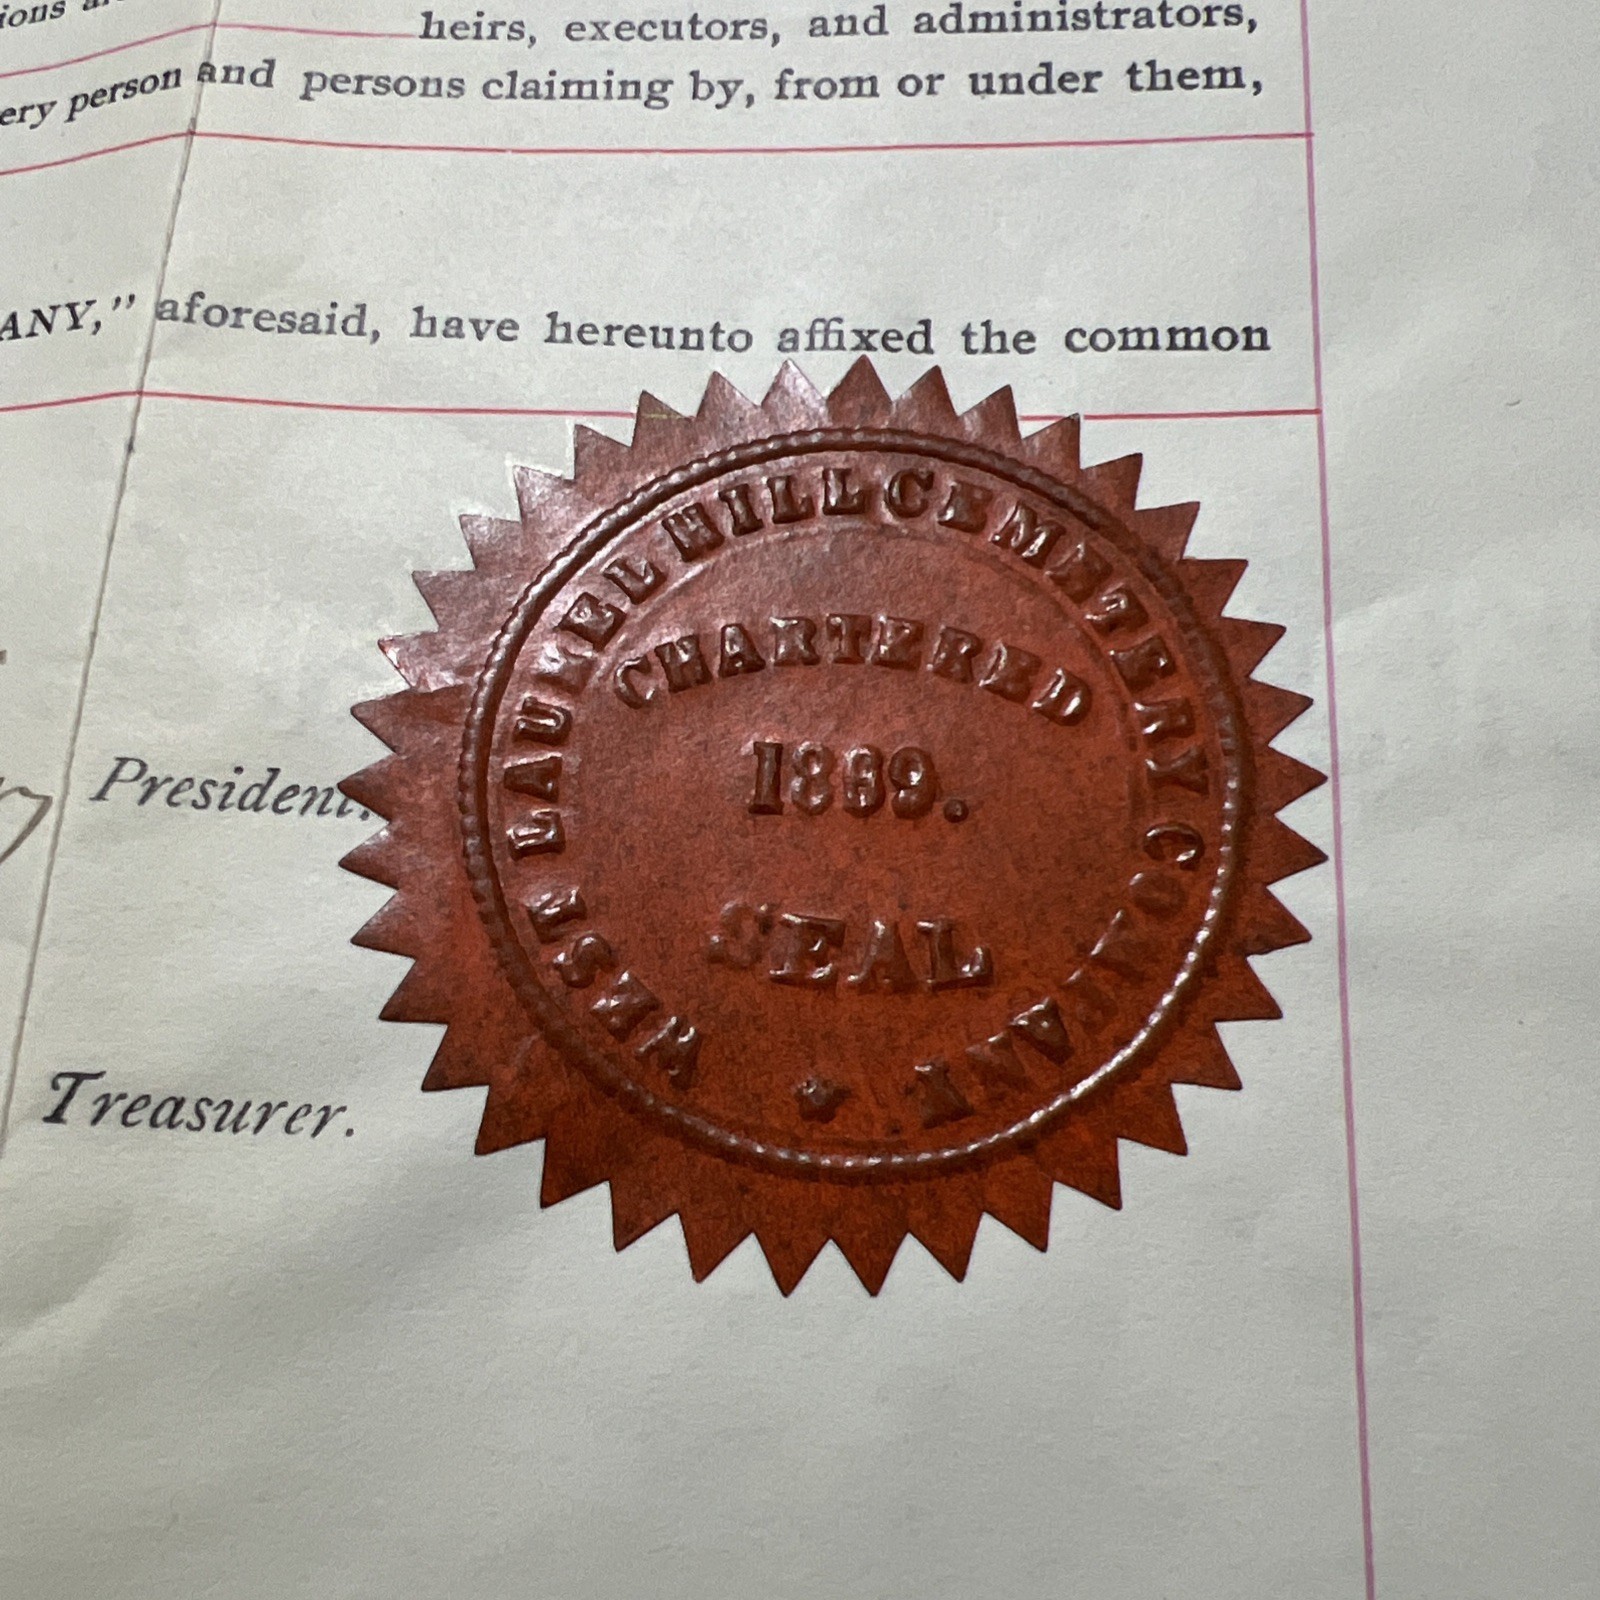 ions a
heirs, executors, and administrators,
ery person and persons claiming by, from or under them,
ANY," aforesaid, have hereunto affixed the common
President.
Treasurer.
WEST LAUREL HILL CEMETERY COMPANY
CHARTERED
1869.
SEAL